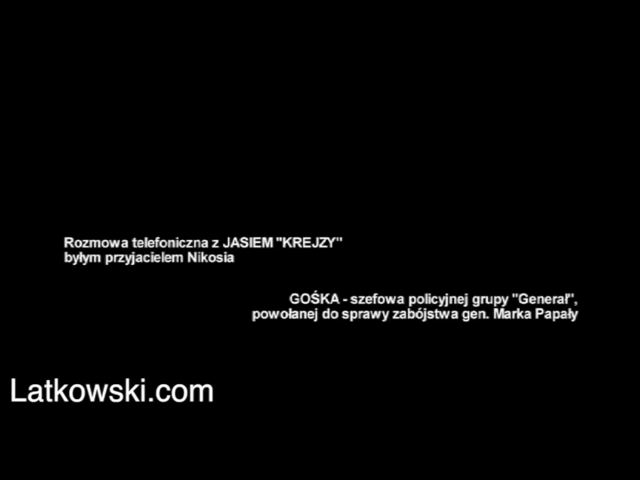 Rozmowa telefoniczna z JASIEM "KREJZY"
byłym przyjacielem Nikosia
GOŚKA - szefowa policyjnej grupy "Generał",
powołanej do sprawy zabójstwa gen. Marka Papały
Latkowski.com